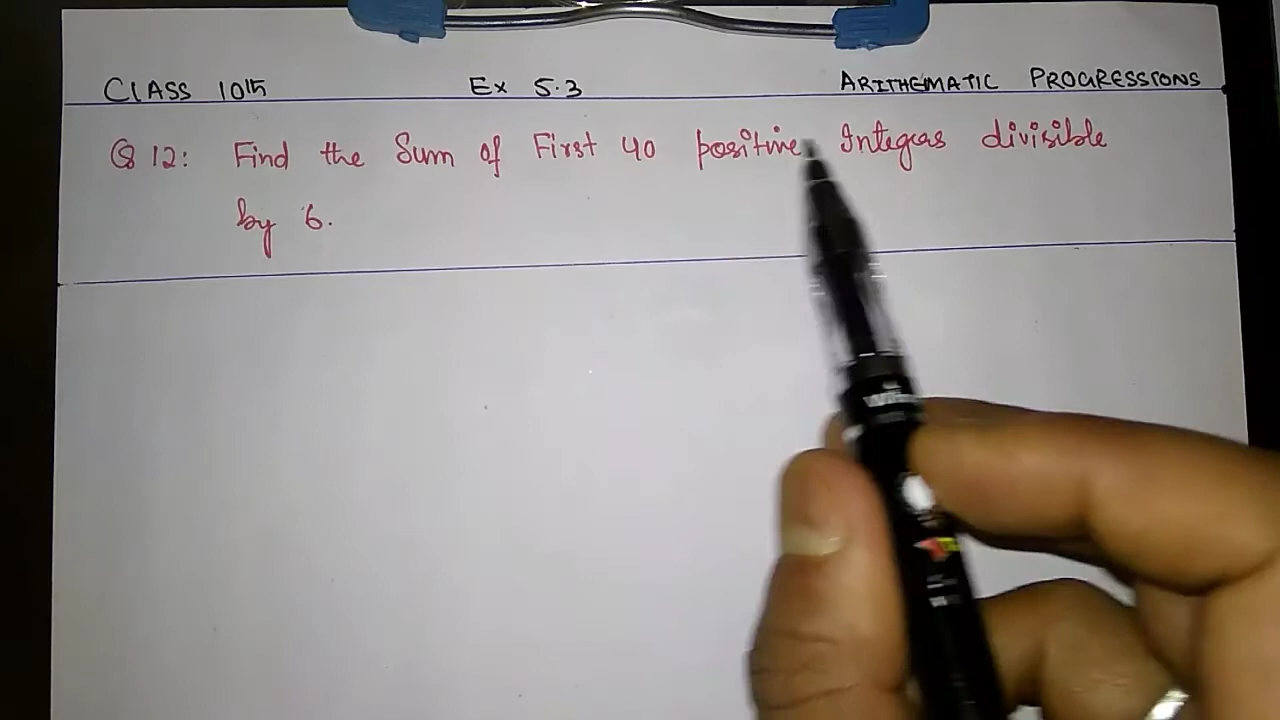 CLASS 10th Ex 5.3 ARITHEMATIC PROGRESSIONS
Q 12: Find the Sum of First 40 positive Integers divisible
by 6.